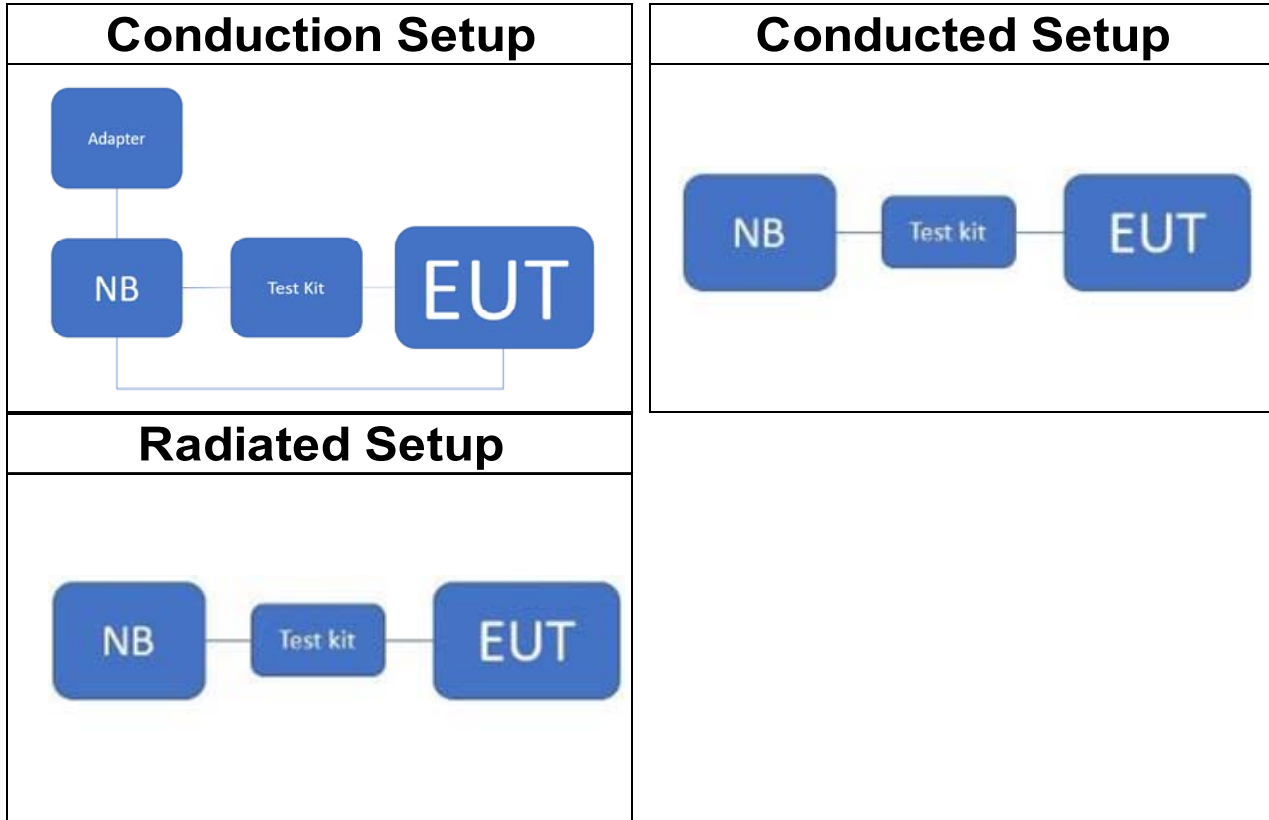 Conduction Setup
Adapter
NB
Test Kit
EUT
Conducted Setup
NB
Test kit
EUT
Radiated Setup
NB
Test kit
EUT